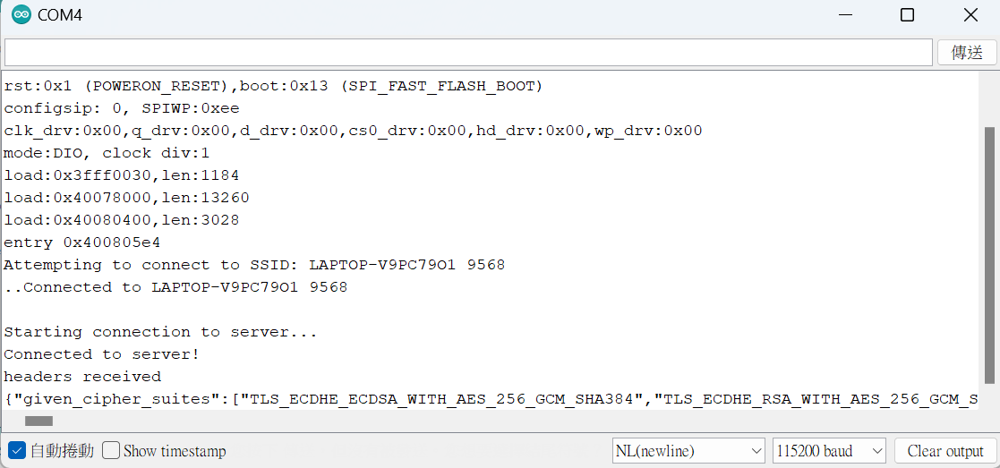 COM4
傳送
rst:0x1 (POWERON_RESET),boot:0x13 (SPI_FAST_FLASH_BOOT)
configsip: 0, SPIWP:0xee
clk_drv:0x00,q_drv:0x00,d_drv:0x00,cs0_drv:0x00,hd_drv:0x00,wp_drv:0x00
mode:DIO, clock div:1
load:0x3fff0030,len:1184
load:0x40078000,len:13260
load:0x40080400,len:3028
entry 0x400805e4
Attempting to connect to SSID: LAPTOP-V9PC79O1 9568
..Connected to LAPTOP-V9PC79O1 9568
Starting connection to server...
Connected to server!
headers received
{"given_cipher_suites":["TLS_ECDHE_ECDSA_WITH_AES_256_GCM_SHA384","TLS_ECDHE_RSA_WITH_AES_256_GCM_S
自動捲動 Show timestamp NL(newline) 115200 baud Clear output